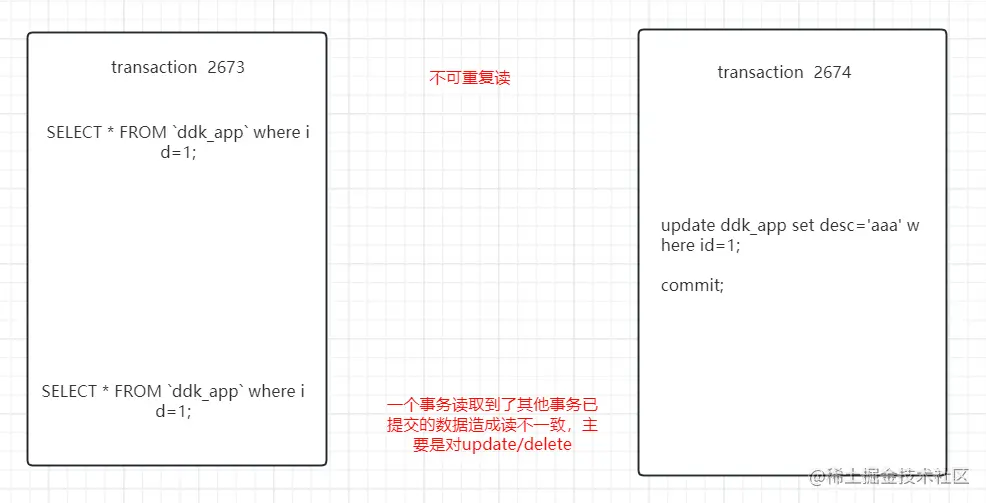 transaction 2673
不可重复读
transaction 2674
SELECT * FROM `ddk_app` where i
d=1;
update ddk_app set desc='aaa' w
here id=1;
commit;
SELECT * FROM `ddk_app` where i
d=1;
一个事务读取到了其他事务已
提交的数据造成读不一致，主
要是对update/delete
@稀土掘金技术社区